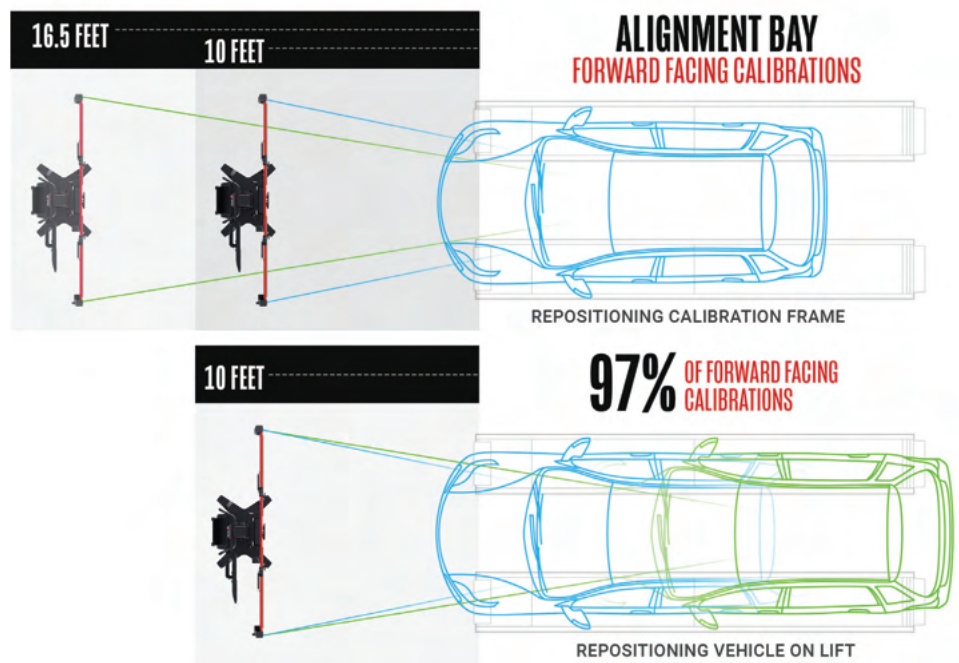 16.5 FEET
10 FEET
ALIGNMENT BAY
FORWARD FACING CALIBRATIONS
REPOSITIONING CALIBRATION FRAME
10 FEET
97% OF FORWARD FACING
CALIBRATIONS
REPOSITIONING VEHICLE ON LIFT